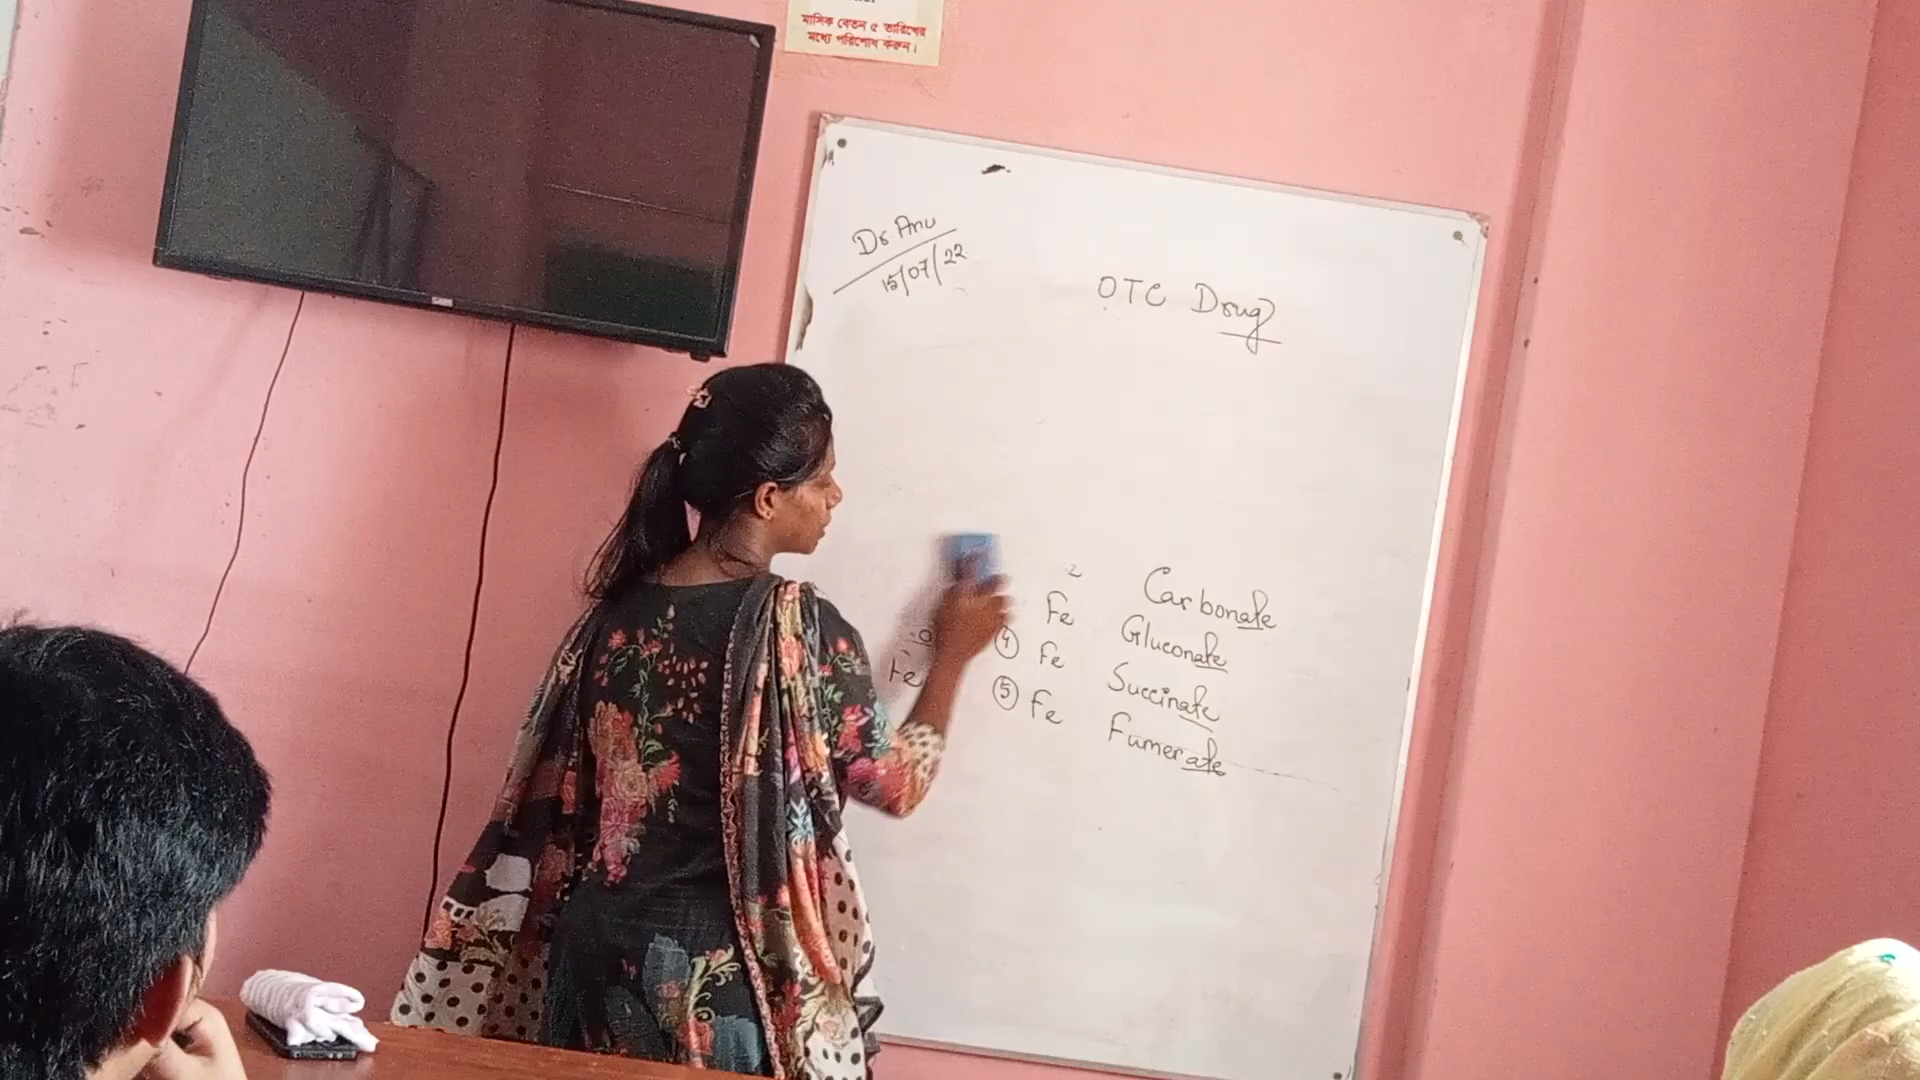 মাসিক বেতন ৫ তারিখের
মধ্যে পরিশোধ করুন।
Dr. Anu
15/07/22
OTC Drug
Carbonate
Fe Gluconate
④ Fe Succinate
⑤ Fe Fumerate
Fe